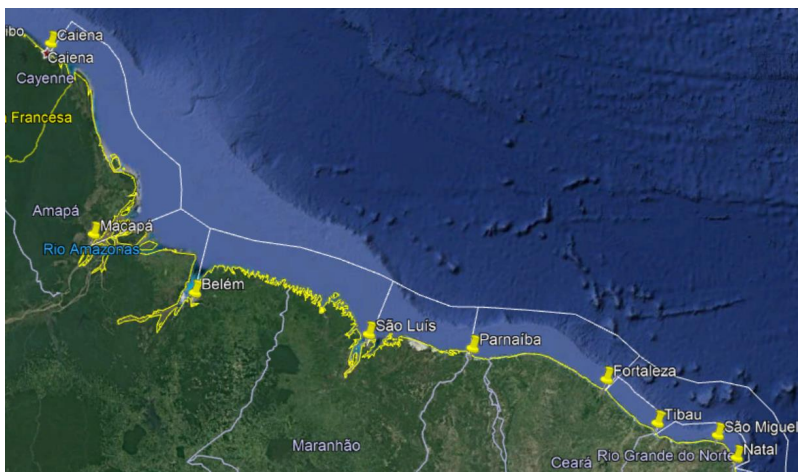 ibo
Caiena
Caiena
Cayenne
a Francesa
Amapá
Macapá
Rio Amazonas
Belém
São Luís
Parnaíba
Fortaleza
Tibau
São Miguel
Maranhão
Ceará
Rio Grande do Norte
Natal